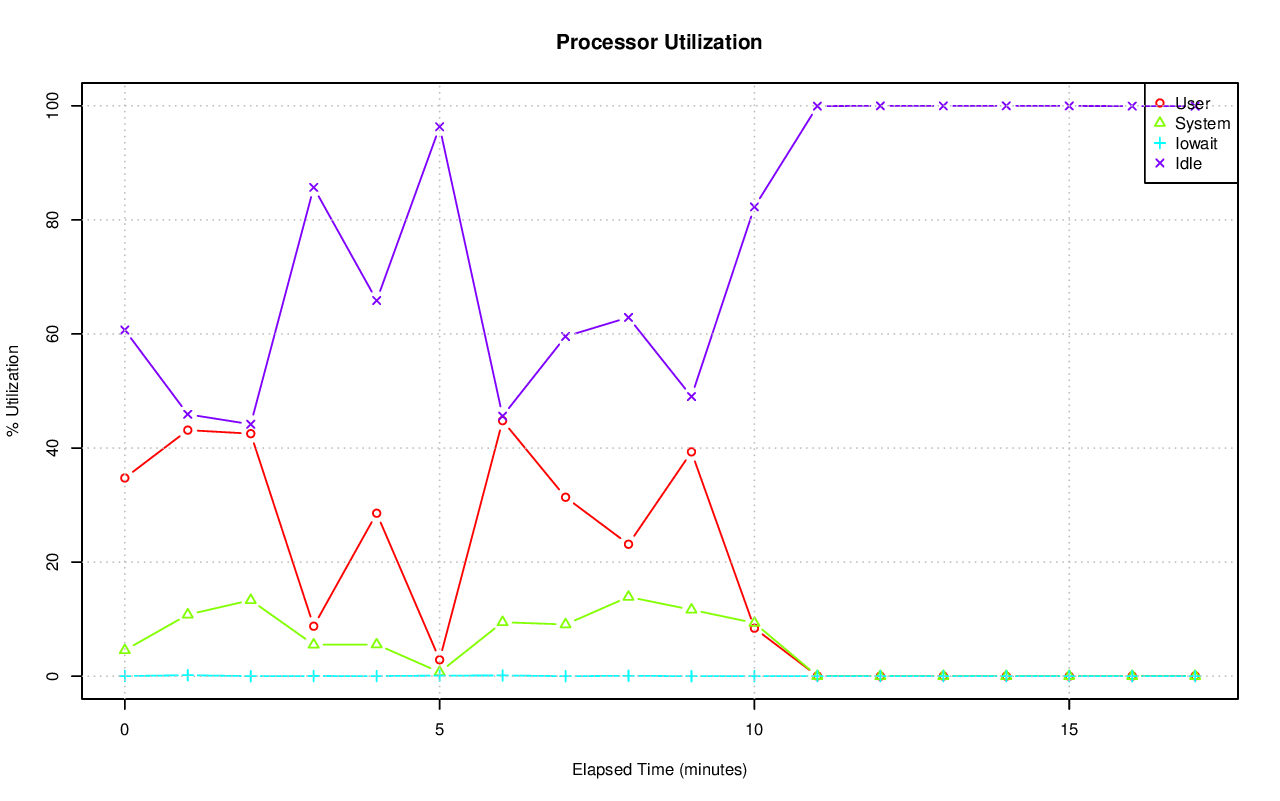 Processor Utilization
% Utilization
100
80
60
40
20
0
User
System
Iowait
Idle
0 5 10 15
Elapsed Time (minutes)